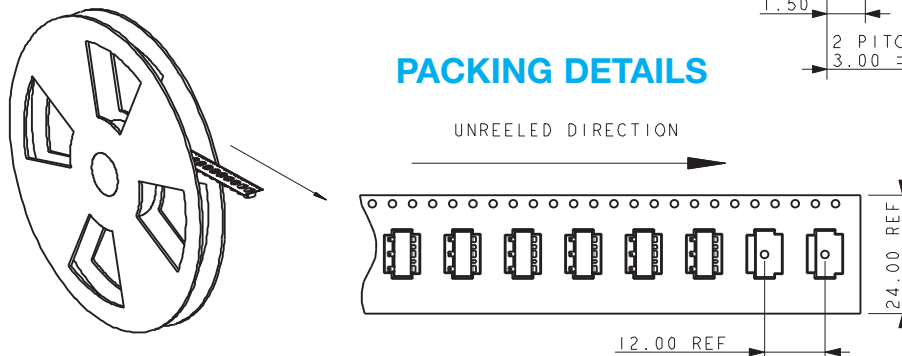 1.50
2 PITC
3.00 =
PACKING DETAILS
UNREELED DIRECTION
24.00 REF
12.00 REF